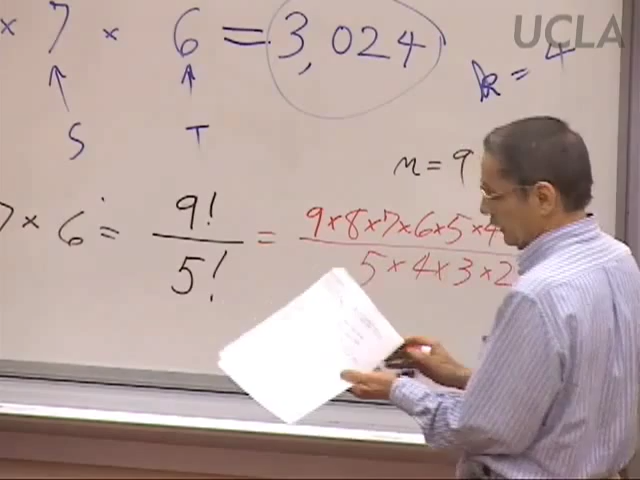 UCLA
× 7 × 6 = 3,024
k = 4
S T
n = 9
7 × 6 = 9! / 5! = 9×8×7×6×5×4 / 5×4×3×2